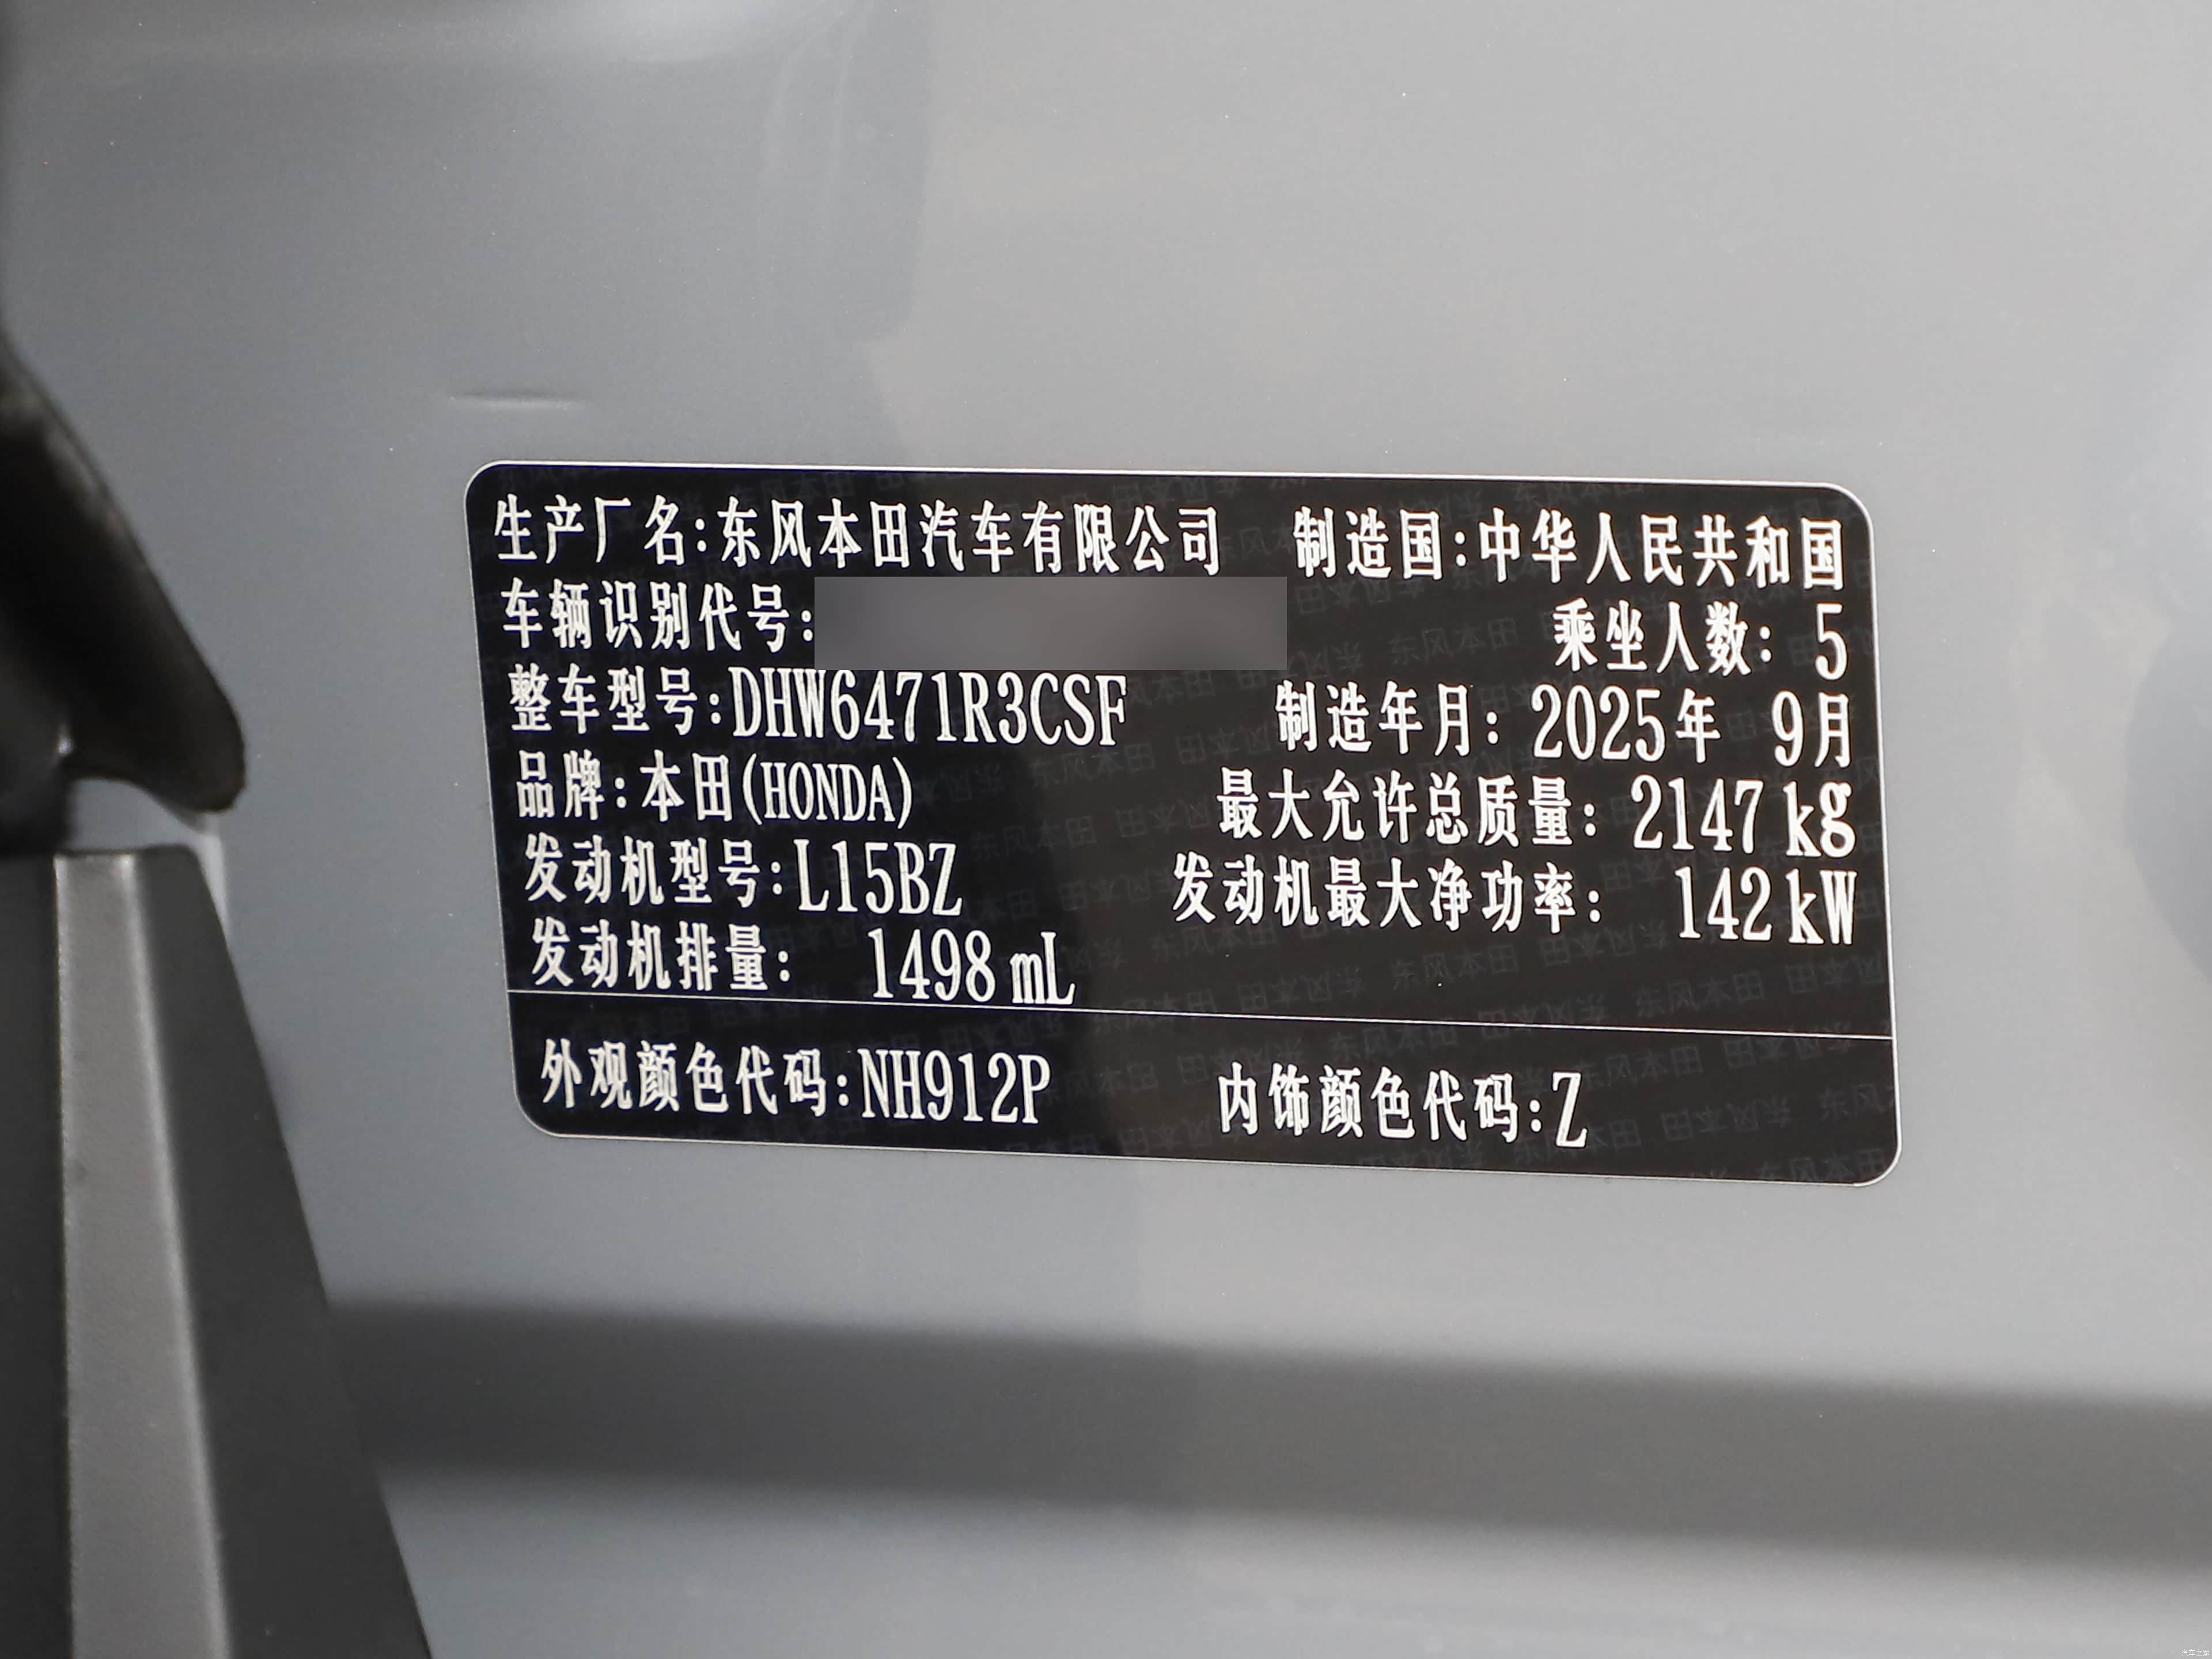 生产厂名:东风本田汽车有限公司 制造国:中华人民共和国
车辆识别代号: 乘坐人数: 5
整车型号:DHW6471R3CSF 制造年月: 2025年 9月
品牌:本田(HONDA) 最大允许总质量: 2147 kg
发动机型号:L15BZ 发动机最大净功率: 142 kW
发动机排量: 1498 mL
外观颜色代码:NH912P 内饰颜色代码:Z
汽车之家